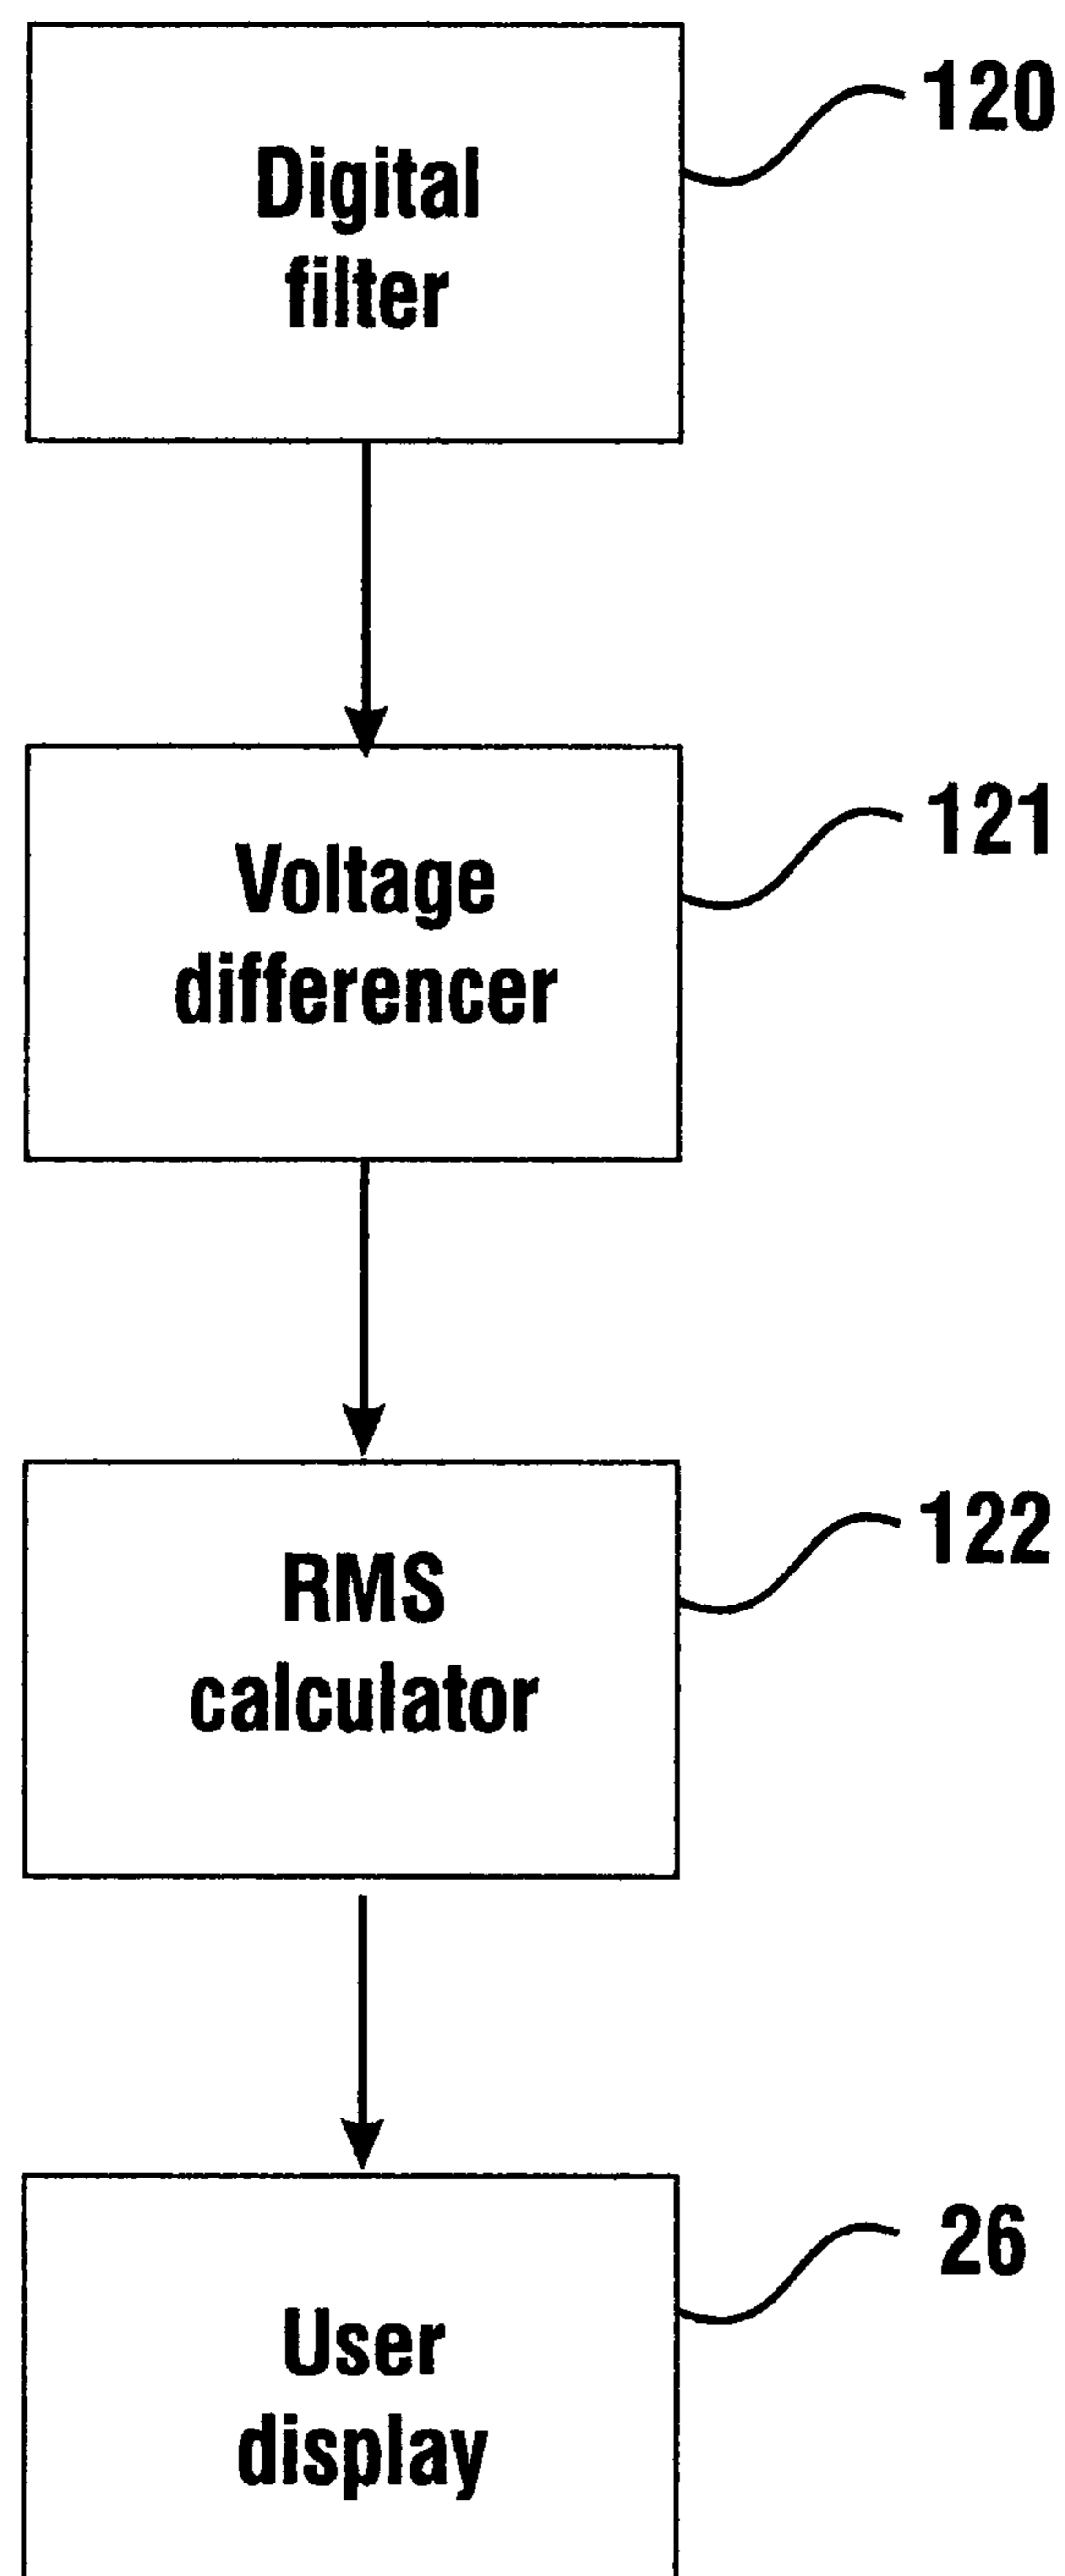 120
Digital
filter
121
Voltage
differencer
122
RMS
calculator
26
User
display